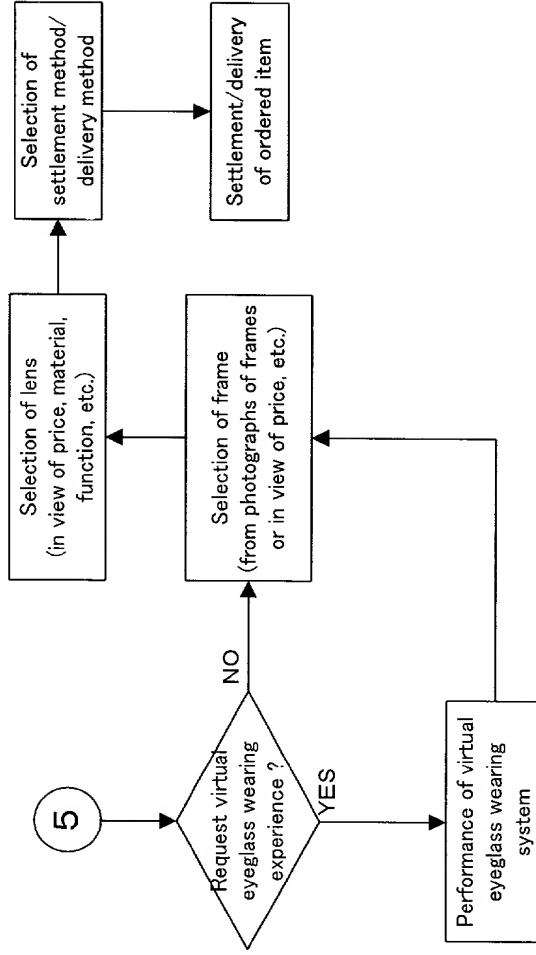 5
Request virtual
eyeglass wearing
experience ?
NO
YES
Performance of virtual
eyeglass wearing
system
Selection of frame
(from photographs of frames
or in view of price, etc.)
Selection of lens
(in view of price, material,
function, etc.)
Selection of
settlement method/
delivery method
Settlement/delivery
of ordered item